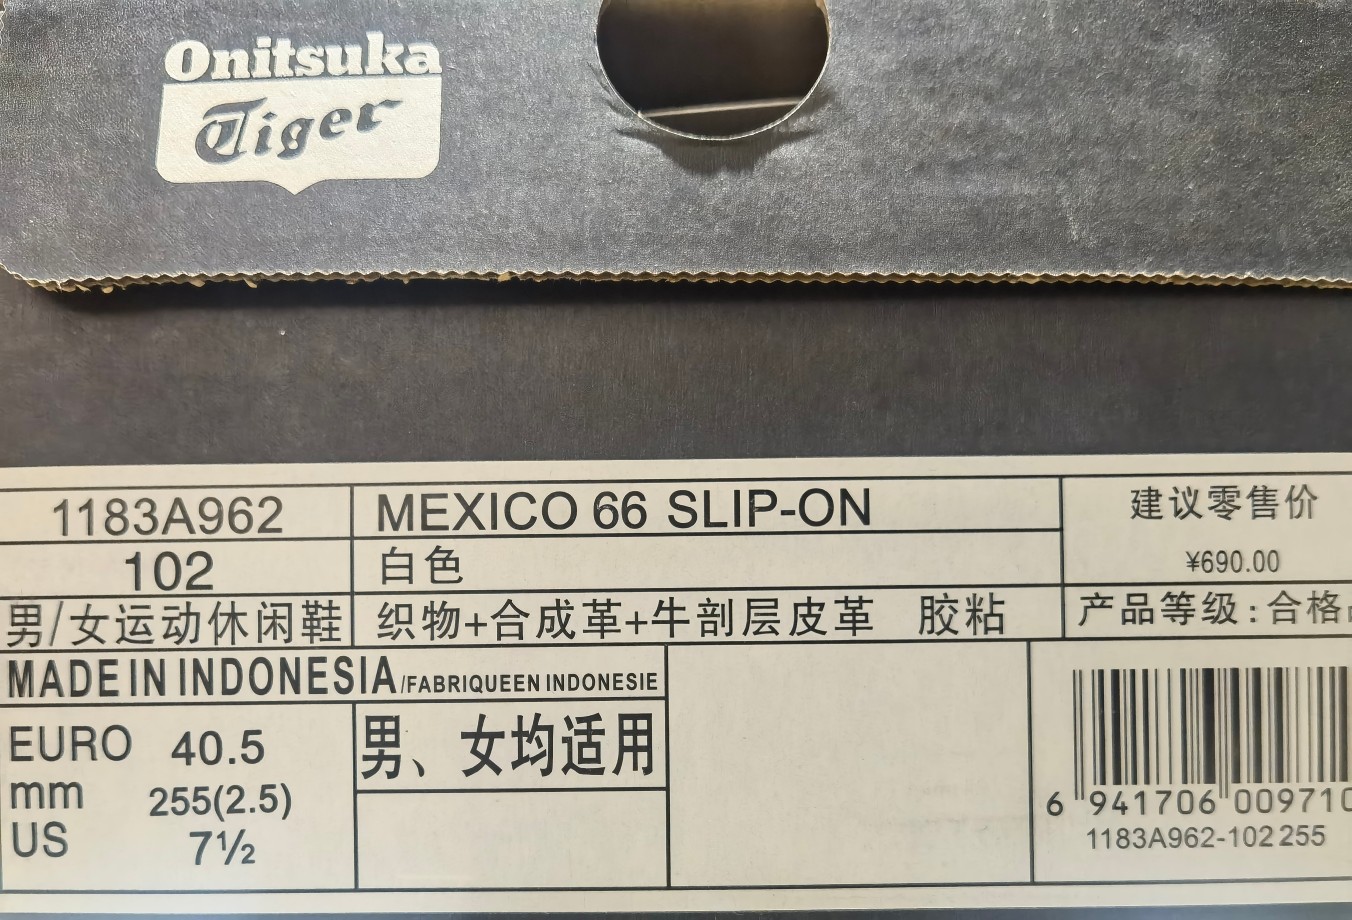 Onitsuka
Tiger
1183A962
MEXICO 66 SLIP-ON
建议零售价
102
白色
¥690.00
男/女运动休闲鞋
织物+合成革+牛剖层皮革 胶粘
产品等级:合格
MADE IN INDONESIA/FABRIQUEEN INDONESIE
EURO 40.5
男、女均适用
mm 255(2.5)
US 7½
6 941706 009710
1183A962-102 255